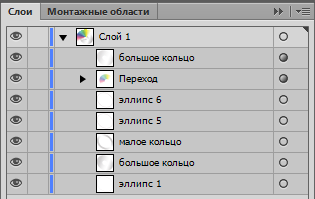 Слои Монтажные области
Слой 1
большое кольцо
Переход
эллипс 6
эллипс 5
малое кольцо
большое кольцо
эллипс 1